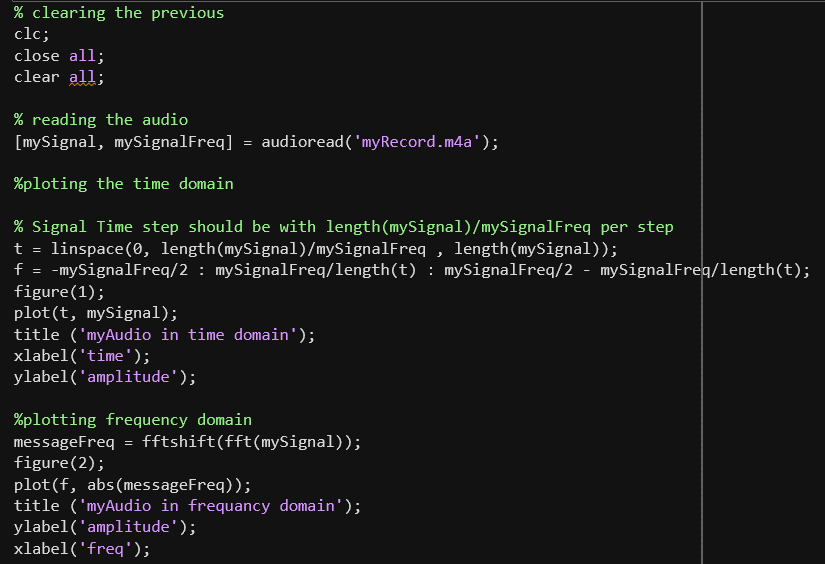 % clearing the previous
clc;
close all;
clear all;
% reading the audio
[mySignal, mySignalFreq] = audioread('myRecord.m4a');
%ploting the time domain
% Signal Time step should be with length(mySignal)/mySignalFreq per step
t = linspace(0, length(mySignal)/mySignalFreq , length(mySignal));
f = -mySignalFreq/2 : mySignalFreq/length(t) : mySignalFreq/2 - mySignalFreq/length(t);
figure(1);
plot(t, mySignal);
title ('myAudio in time domain');
xlabel('time');
ylabel('amplitude');
%plotting frequency domain
messageFreq = fftshift(fft(mySignal));
figure(2);
plot(f, abs(messageFreq));
title ('myAudio in frequancy domain');
ylabel('amplitude');
xlabel('freq');